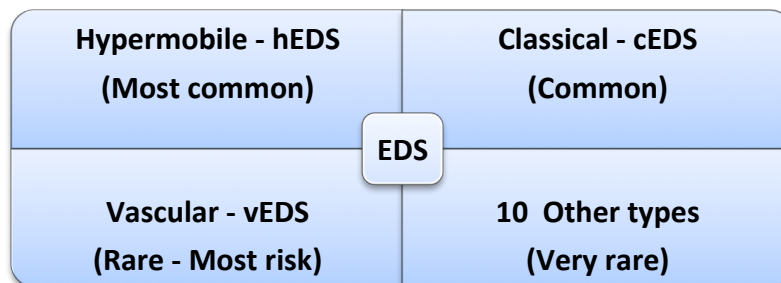 Hypermobile - hEDS
(Most common)
Classical - cEDS
(Common)
EDS
Vascular - vEDS
(Rare - Most risk)
10  Other types
(Very rare)